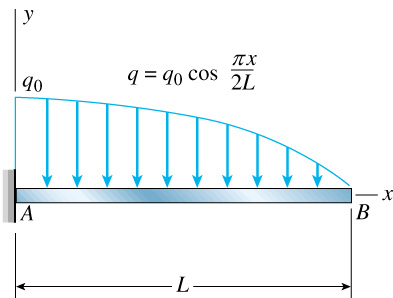 y
q₀
q = q₀ cos πx/2L
x
A
B
L